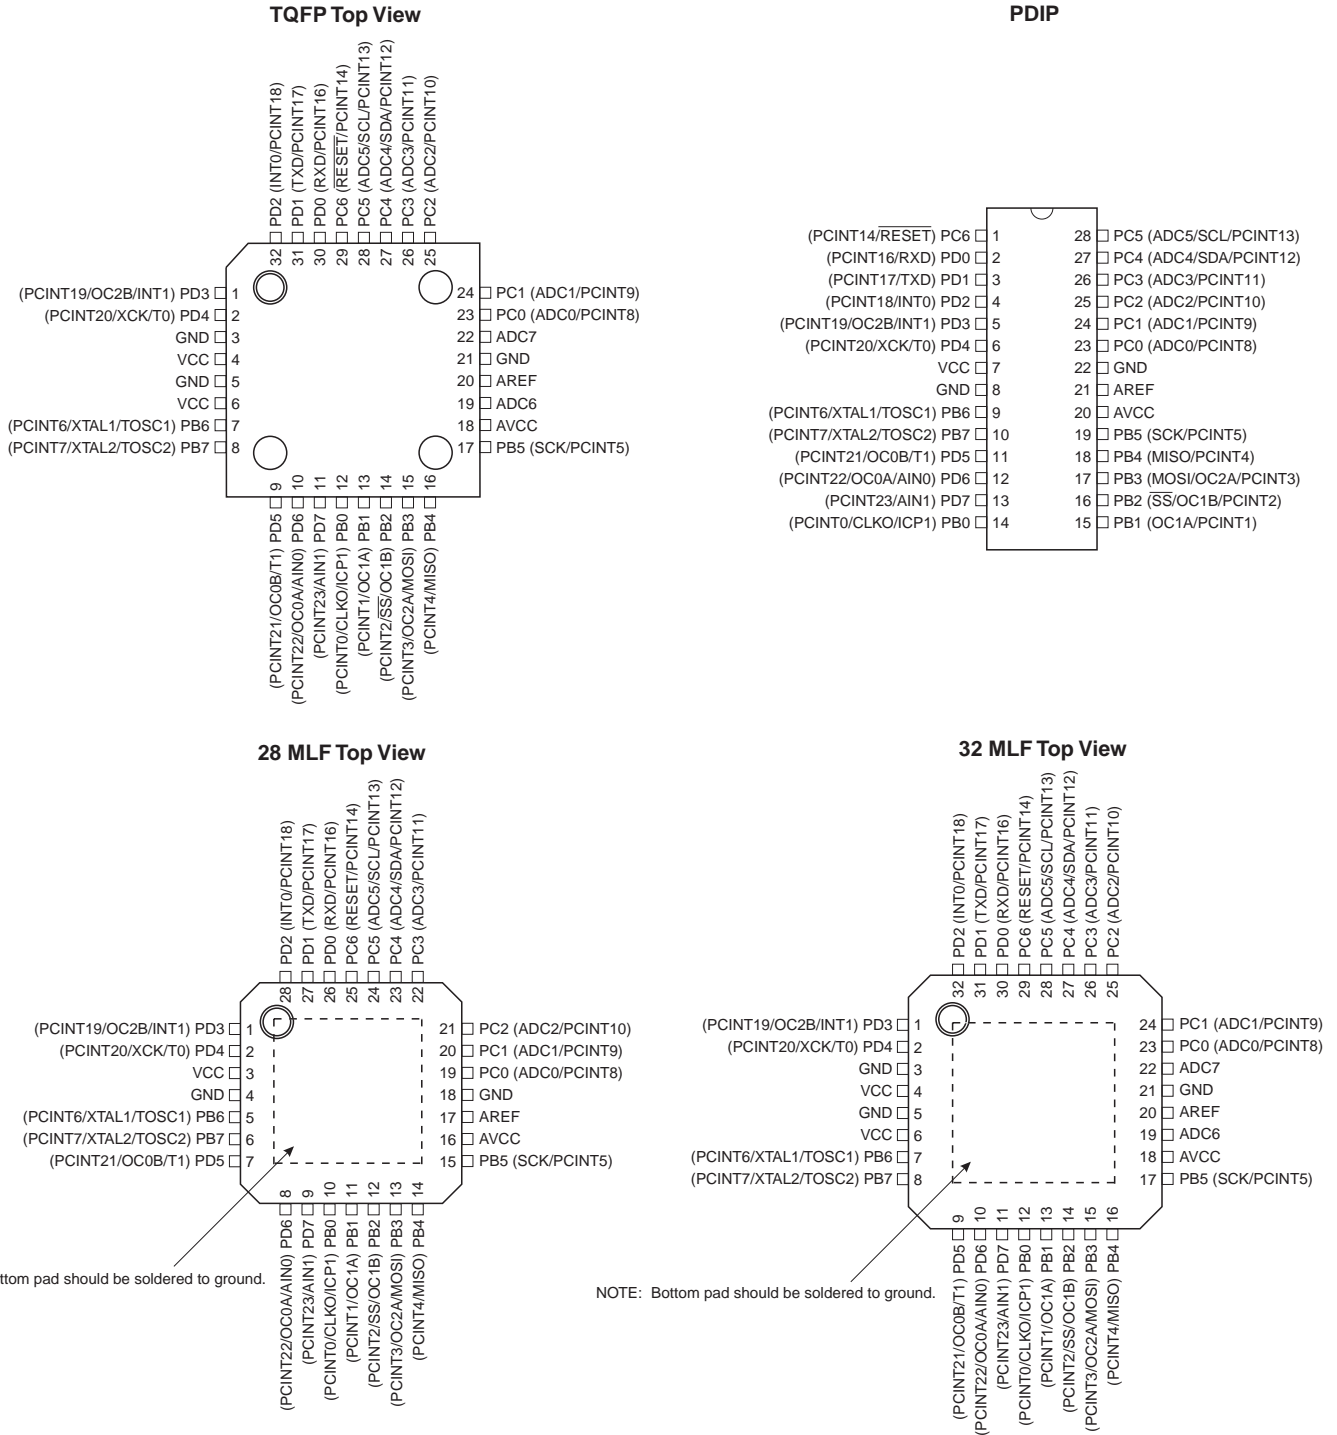 TQFP Top View
PD2 (INT0/PCINT18)
PD1 (TXD/PCINT17)
PD0 (RXD/PCINT16)
PC6 (RESET/PCINT14)
PC5 (ADC5/SCL/PCINT13)
PC4 (ADC4/SDA/PCINT12)
PC3 (ADC3/PCINT11)
PC2 (ADC2/PCINT10)
32
31
30
29
28
27
26
25
(PCINT19/OC2B/INT1) PD3 1
(PCINT20/XCK/T0) PD4 2
GND 3
VCC 4
GND 5
VCC 6
(PCINT6/XTAL1/TOSC1) PB6 7
(PCINT7/XTAL2/TOSC2) PB7 8
24 PC1 (ADC1/PCINT9)
23 PC0 (ADC0/PCINT8)
22 ADC7
21 GND
20 AREF
19 ADC6
18 AVCC
17 PB5 (SCK/PCINT5)
9
10
11
12
13
14
15
16
(PCINT21/OC0B/T1) PD5
(PCINT22/OC0A/AIN0) PD6
(PCINT23/AIN1) PD7
(PCINT0/CLKO/ICP1) PB0
(PCINT1/OC1A) PB1
(PCINT2/SS/OC1B) PB2
(PCINT3/OC2A/MOSI) PB3
(PCINT4/MISO) PB4
PDIP
(PCINT14/RESET) PC6 1
(PCINT16/RXD) PD0 2
(PCINT17/TXD) PD1 3
(PCINT18/INT0) PD2 4
(PCINT19/OC2B/INT1) PD3 5
(PCINT20/XCK/T0) PD4 6
VCC 7
GND 8
(PCINT6/XTAL1/TOSC1) PB6 9
(PCINT7/XTAL2/TOSC2) PB7 10
(PCINT21/OC0B/T1) PD5 11
(PCINT22/OC0A/AIN0) PD6 12
(PCINT23/AIN1) PD7 13
(PCINT0/CLKO/ICP1) PB0 14
28 PC5 (ADC5/SCL/PCINT13)
27 PC4 (ADC4/SDA/PCINT12)
26 PC3 (ADC3/PCINT11)
25 PC2 (ADC2/PCINT10)
24 PC1 (ADC1/PCINT9)
23 PC0 (ADC0/PCINT8)
22 GND
21 AREF
20 AVCC
19 PB5 (SCK/PCINT5)
18 PB4 (MISO/PCINT4)
17 PB3 (MOSI/OC2A/PCINT3)
16 PB2 (SS/OC1B/PCINT2)
15 PB1 (OC1A/PCINT1)
28 MLF Top View
PD2 (INT0/PCINT18)
PD1 (TXD/PCINT17)
PD0 (RXD/PCINT16)
PC6 (RESET/PCINT14)
PC5 (ADC5/SCL/PCINT13)
PC4 (ADC4/SDA/PCINT12)
PC3 (ADC3/PCINT11)
28
27
26
25
24
23
22
(PCINT19/OC2B/INT1) PD3 1
(PCINT20/XCK/T0) PD4 2
VCC 3
GND 4
(PCINT6/XTAL1/TOSC1) PB6 5
(PCINT7/XTAL2/TOSC2) PB7 6
(PCINT21/OC0B/T1) PD5 7
21 PC2 (ADC2/PCINT10)
20 PC1 (ADC1/PCINT9)
19 PC0 (ADC0/PCINT8)
18 GND
17 AREF
16 AVCC
15 PB5 (SCK/PCINT5)
8
9
10
11
12
13
14
(PCINT22/OC0A/AIN0) PD6
(PCINT23/AIN1) PD7
(PCINT0/CLKO/ICP1) PB0
(PCINT1/OC1A) PB1
(PCINT2/SS/OC1B) PB2
(PCINT3/OC2A/MOSI) PB3
(PCINT4/MISO) PB4
ttom pad should be soldered to ground.
32 MLF Top View
PD2 (INT0/PCINT18)
PD1 (TXD/PCINT17)
PD0 (RXD/PCINT16)
PC6 (RESET/PCINT14)
PC5 (ADC5/SCL/PCINT13)
PC4 (ADC4/SDA/PCINT12)
PC3 (ADC3/PCINT11)
PC2 (ADC2/PCINT10)
32
31
30
29
28
27
26
25
(PCINT19/OC2B/INT1) PD3 1
(PCINT20/XCK/T0) PD4 2
GND 3
VCC 4
GND 5
VCC 6
(PCINT6/XTAL1/TOSC1) PB6 7
(PCINT7/XTAL2/TOSC2) PB7 8
24 PC1 (ADC1/PCINT9)
23 PC0 (ADC0/PCINT8)
22 ADC7
21 GND
20 AREF
19 ADC6
18 AVCC
17 PB5 (SCK/PCINT5)
9
10
11
12
13
14
15
16
(PCINT21/OC0B/T1) PD5
(PCINT22/OC0A/AIN0) PD6
(PCINT23/AIN1) PD7
(PCINT0/CLKO/ICP1) PB0
(PCINT1/OC1A) PB1
(PCINT2/SS/OC1B) PB2
(PCINT3/OC2A/MOSI) PB3
(PCINT4/MISO) PB4
NOTE: Bottom pad should be soldered to ground.